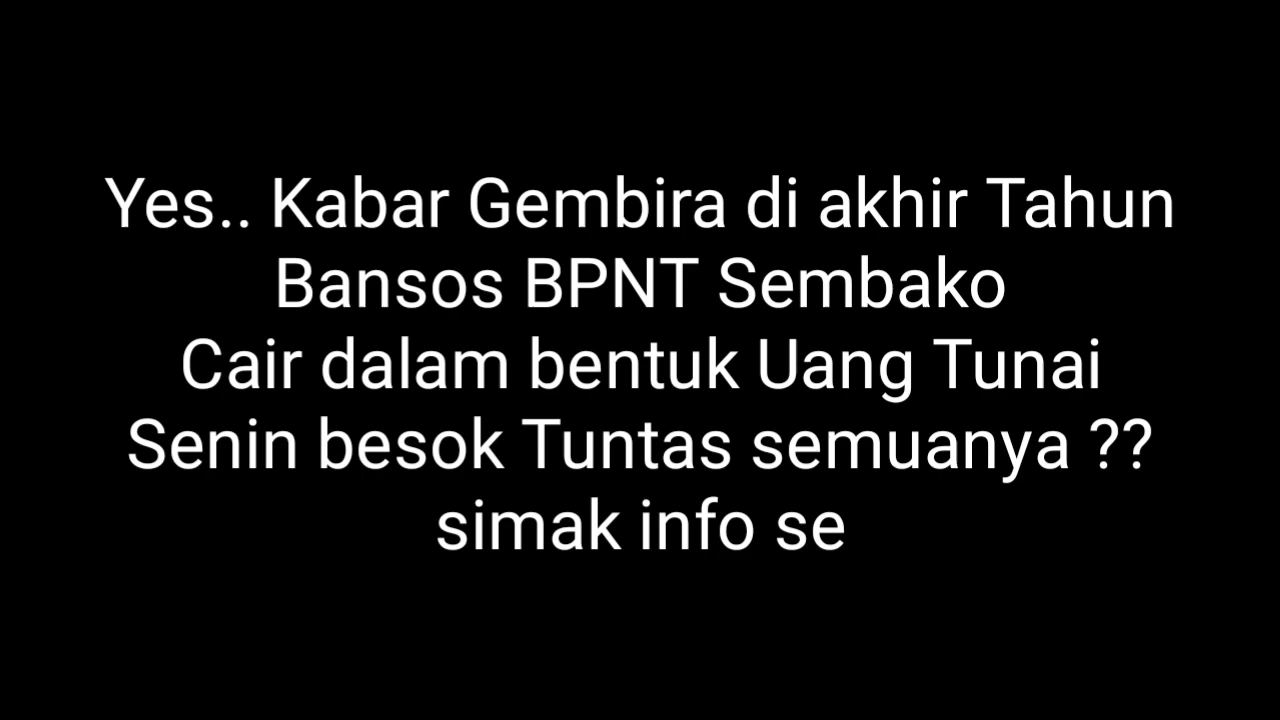 Yes.. Kabar Gembira di akhir Tahun
Bansos BPNT Sembako
Cair dalam bentuk Uang Tunai
Senin besok Tuntas semuanya ??
simak info se